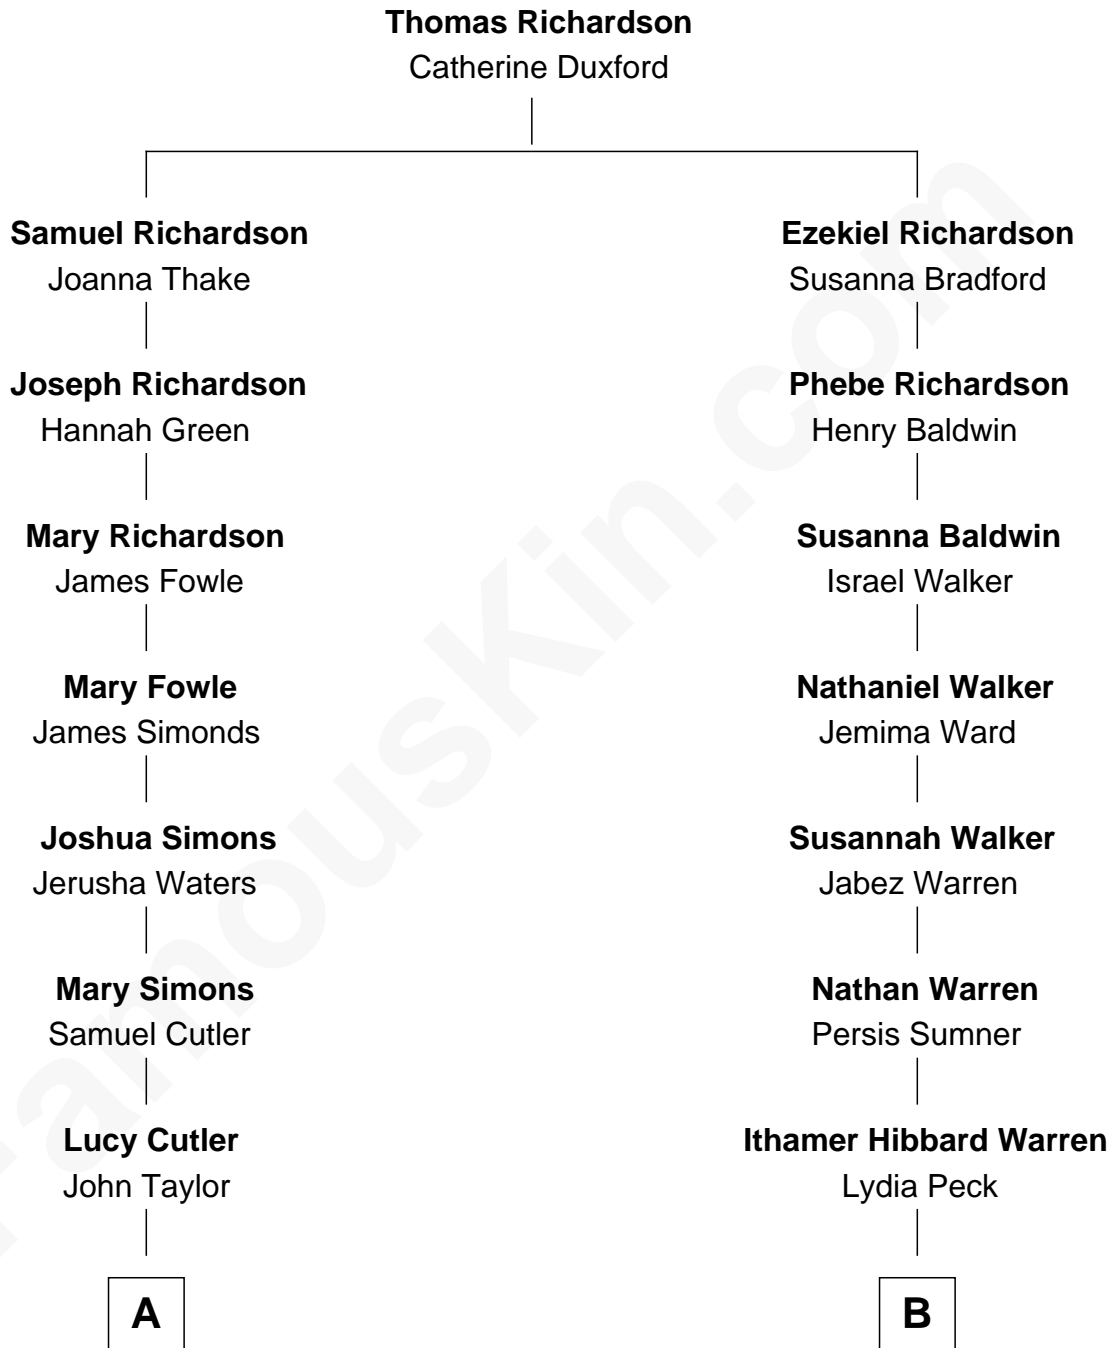 Thomas Richardson
Catherine Duxford
Samuel Richardson
Joanna Thake
Ezekiel Richardson
Susanna Bradford
Joseph Richardson
Hannah Green
Phebe Richardson
Henry Baldwin
Mary Richardson
James Fowle
Susanna Baldwin
Israel Walker
Mary Fowle
James Simonds
Nathaniel Walker
Jemima Ward
Joshua Simons
Jerusha Waters
Susannah Walker
Jabez Warren
Mary Simons
Samuel Cutler
Nathan Warren
Persis Sumner
Lucy Cutler
John Taylor
Ithamer Hibbard Warren
Lydia Peck
A
B
FamousKin.com